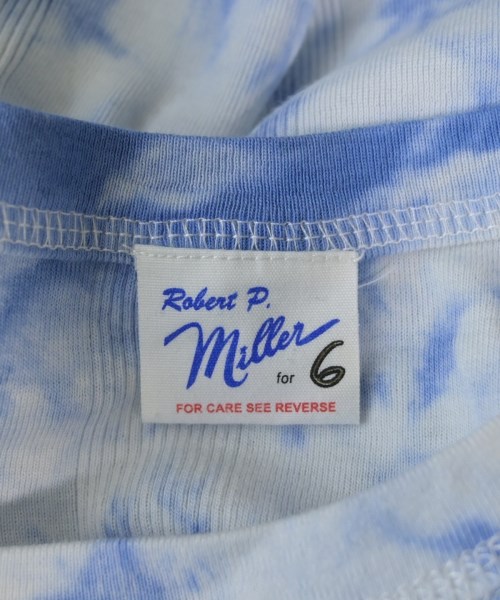 Robert P.
Miller
for 6
FOR CARE SEE REVERSE